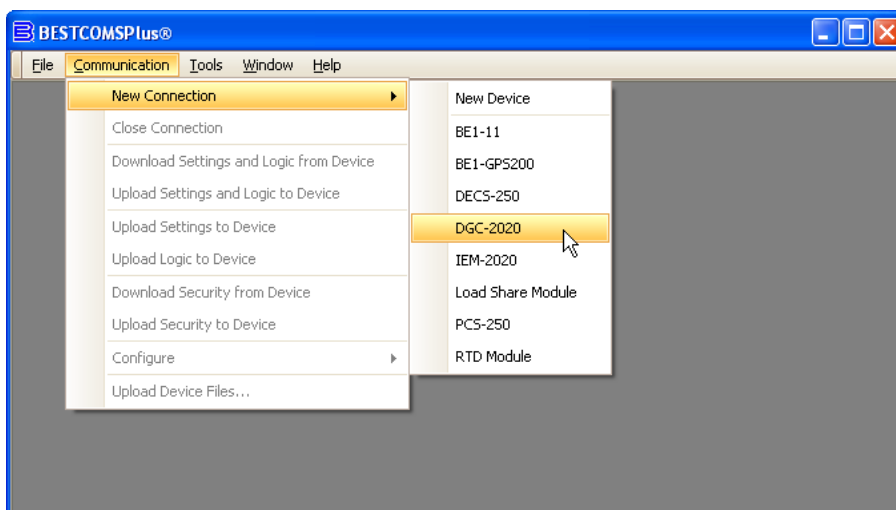 BESTCOMSPlus®
File Communication Tools Window Help
New Connection
Close Connection
Download Settings and Logic from Device
Upload Settings and Logic to Device
Upload Settings to Device
Upload Logic to Device
Download Security from Device
Upload Security to Device
Configure
Upload Device Files...
New Device
BE1-11
BE1-GPS200
DECS-250
DGC-2020
IEM-2020
Load Share Module
PCS-250
RTD Module